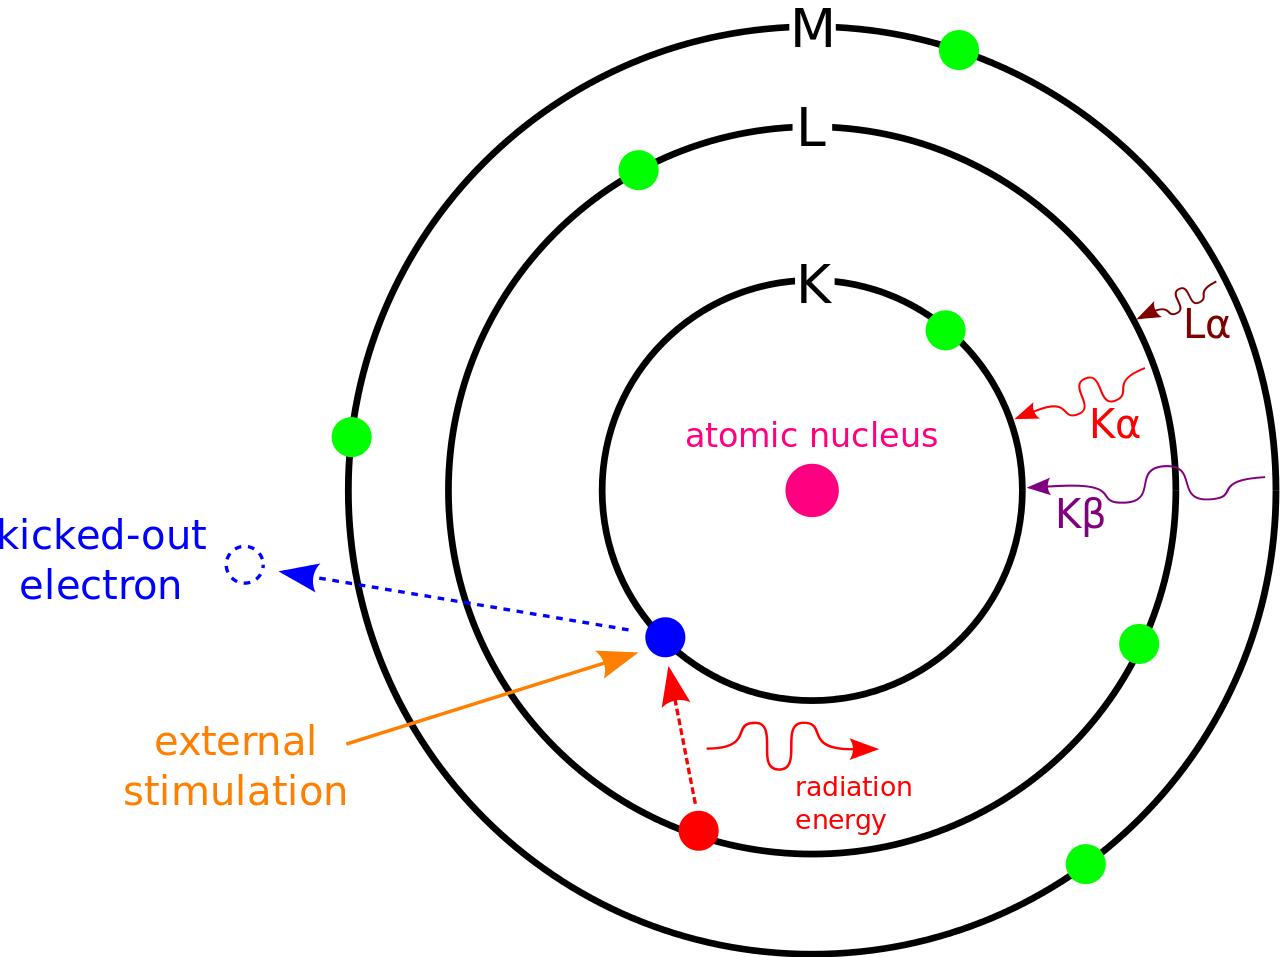 M
L
K
Lα
Kα
atomic nucleus
Kβ
kicked-out
electron
external
stimulation
radiation
energy